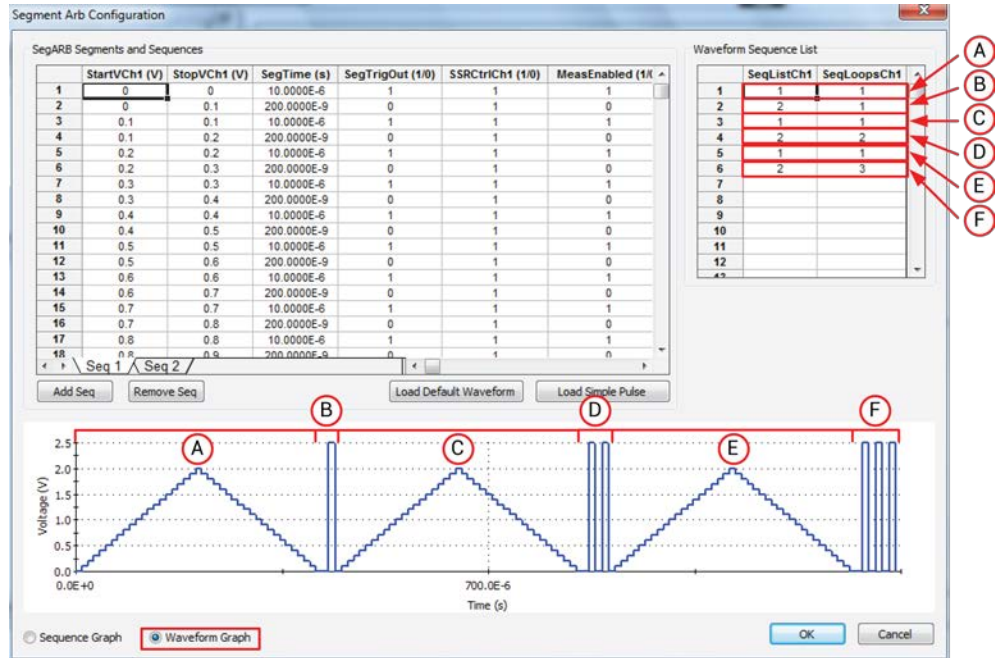 Segment Arb Configuration
SegARB Segments and Sequences
StartVCh1 (V) StopVCh1 (V) SegTime (s) SegTrigOut (1/0) SSRCtrlCh1 (1/0) MeasEnabled (1/(
1 0 0 10.0000E-6 1 1 1
2 0 0.1 200.0000E-9 0 1 0
3 0.1 0.1 10.0000E-6 1 1 1
4 0.1 0.2 200.0000E-9 0 1 0
5 0.2 0.2 10.0000E-6 1 1 1
6 0.2 0.3 200.0000E-9 0 1 0
7 0.3 0.3 10.0000E-6 1 1 1
8 0.3 0.4 200.0000E-9 0 1 0
9 0.4 0.4 10.0000E-6 1 1 1
10 0.4 0.5 200.0000E-9 0 1 0
11 0.5 0.5 10.0000E-6 1 1 1
12 0.5 0.6 200.0000E-9 0 1 0
13 0.6 0.6 10.0000E-6 1 1 1
14 0.6 0.7 200.0000E-9 0 1 0
15 0.7 0.7 10.0000E-6 1 1 1
16 0.7 0.8 200.0000E-9 0 1 0
17 0.8 0.8 10.0000E-6 1 1 1
18 0.8 0.9 200.0000E-9 0 1 0
Seq 1 Seq 2
Add Seq Remove Seq Load Default Waveform Load Simple Pulse
Waveform Sequence List
SeqListCh1 SeqLoopsCh1
1 1 1
2 2 1
3 1 1
4 2 2
5 1 1
6 2 3
7
8
9
10
11
12
13
A
B
C
D
E
F
B D F
A C E
2.5
2.0
1.5
1.0
0.5
0.0
Voltage (V)
0.0E+0 700.0E-6
Time (s)
Sequence Graph Waveform Graph OK Cancel